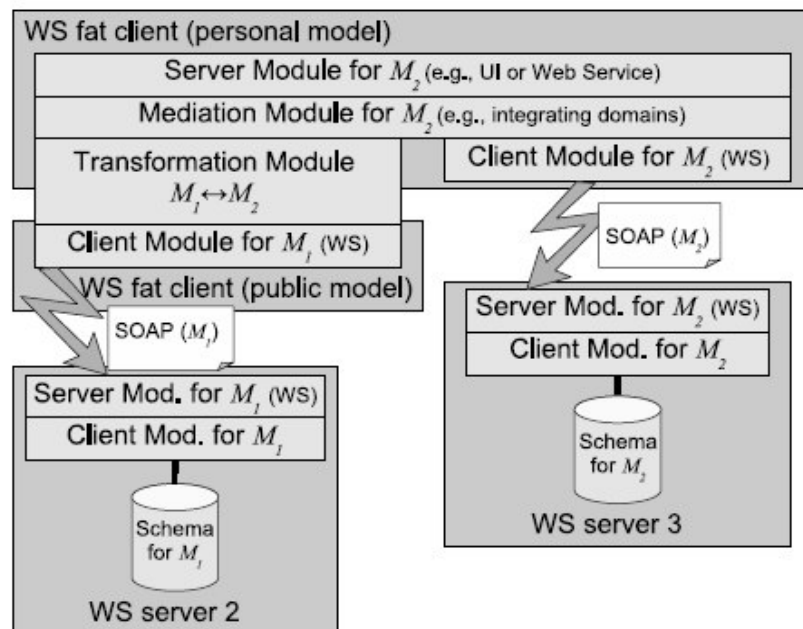 WS fat client (personal model)
Server Module for M₂ (e.g., UI or Web Service)
Mediation Module for M₂ (e.g., integrating domains)
Transformation Module
M₁↔M₂
Client Module for M₂ (WS)
Client Module for M₁ (WS)
WS fat client (public model)
SOAP (M₂)
SOAP (M₁)
Server Mod. for M₂ (WS)
Client Mod. for M₂
Schema
for M₂
WS server 3
Server Mod. for M₁ (WS)
Client Mod. for M₁
Schema
for M₁
WS server 2